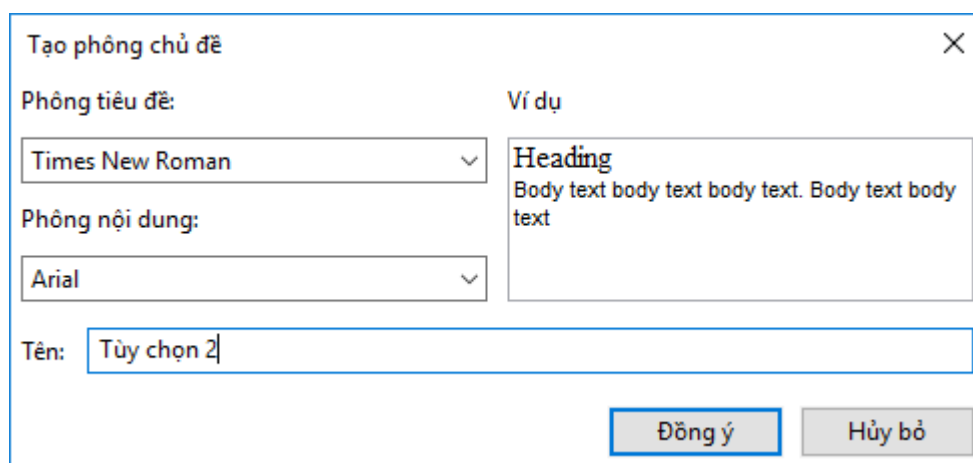 Tạo phông chủ đề
Phông tiêu đề:
Times New Roman
Phông nội dung:
Arial
Ví dụ
Heading
Body text body text body text. Body text body
text
Tên:
Tùy chọn 2
Đồng ý
Hủy bỏ